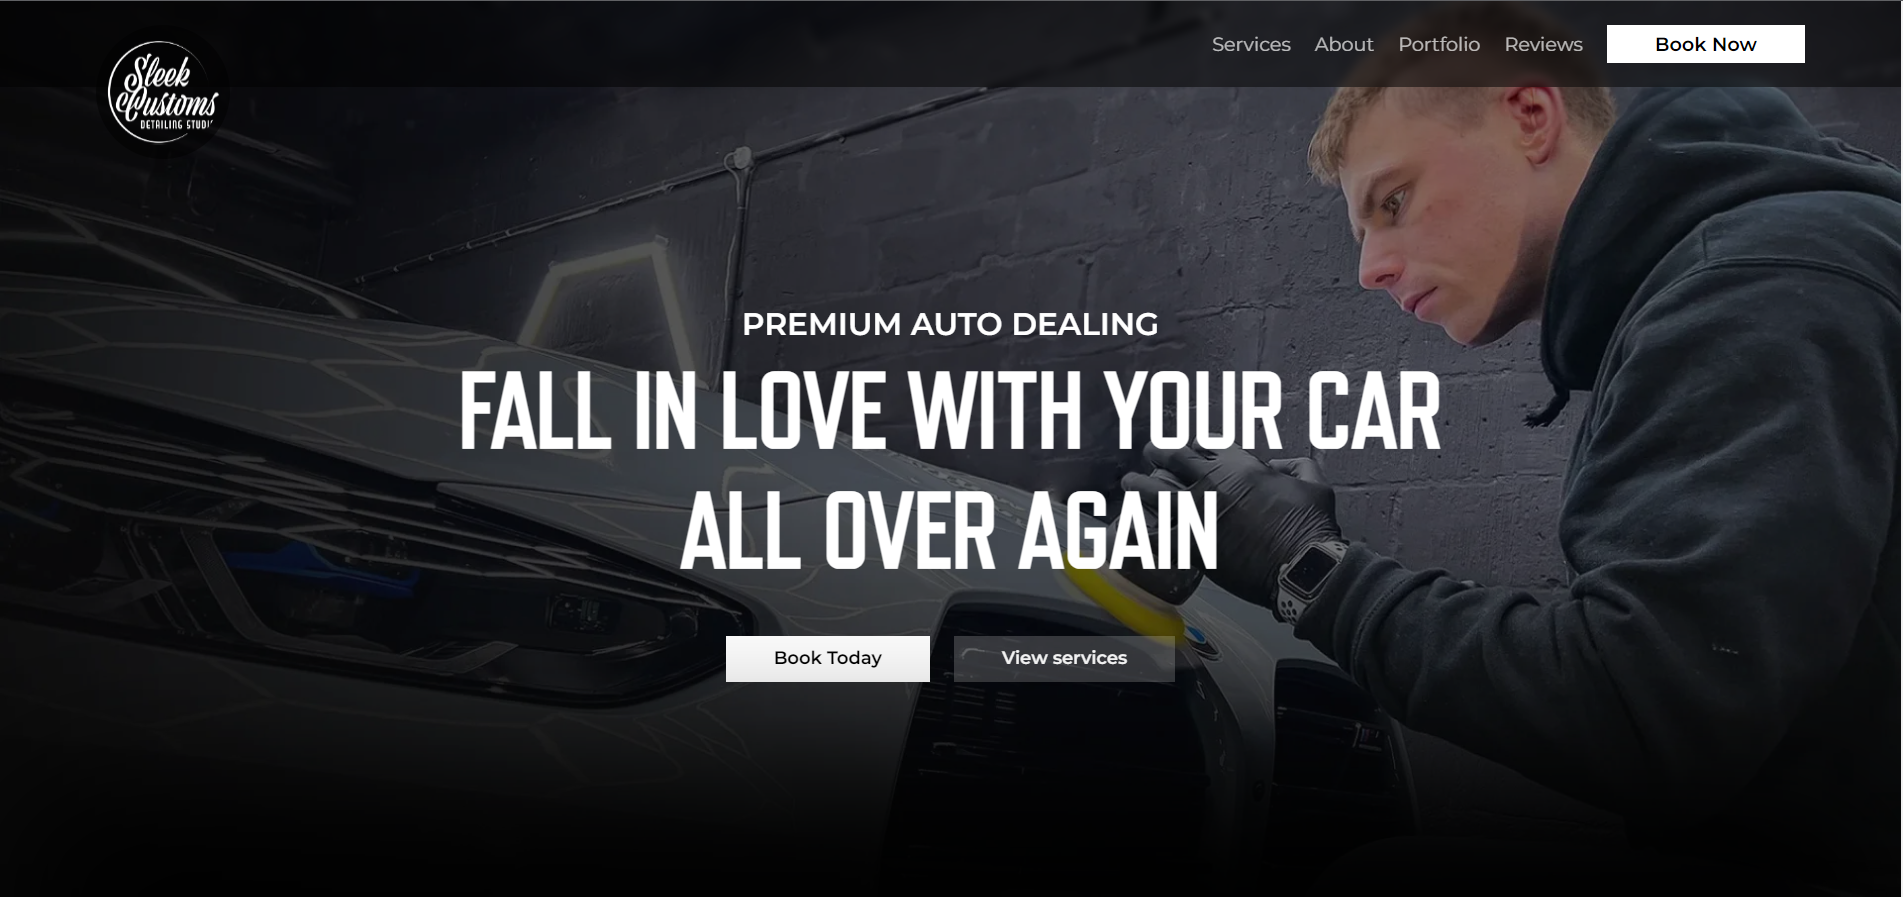 Sleek
Customs
DETAILING STUDI
Services About Portfolio Reviews Book Now
PREMIUM AUTO DEALING
FALL IN LOVE WITH YOUR CAR
ALL OVER AGAIN
Book Today View services